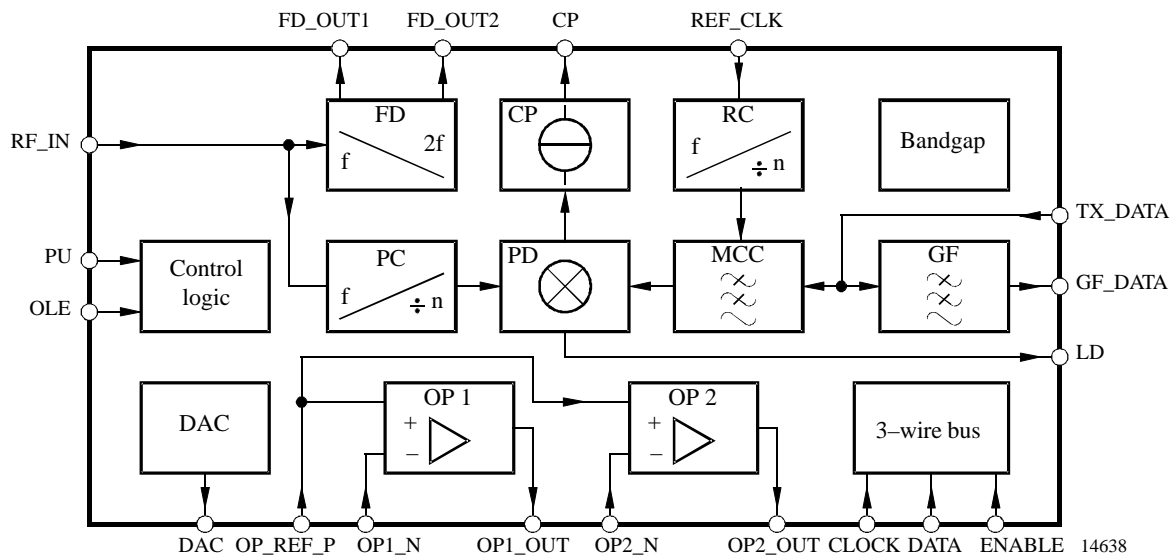 FD_OUT1 FD_OUT2 CP REF_CLK
FD
f 2f
CP
RC
f ÷ n
Bandgap
RF_IN
TX_DATA
PU
OLE
Control
logic
PC
f ÷ n
PD
MCC
GF
GF_DATA
LD
DAC
OP 1
+
−
OP 2
+
−
3–wire bus
DAC OP_REF_P OP1_N OP1_OUT OP2_N OP2_OUT CLOCK DATA ENABLE 14638